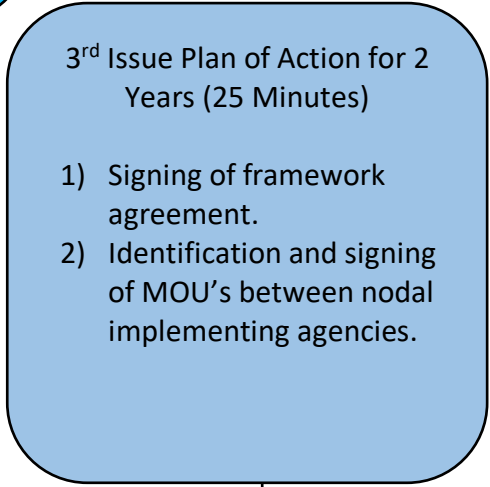 3rd Issue Plan of Action for 2
Years (25 Minutes)
1) Signing of framework
agreement.
2) Identification and signing
of MOU’s between nodal
implementing agencies.